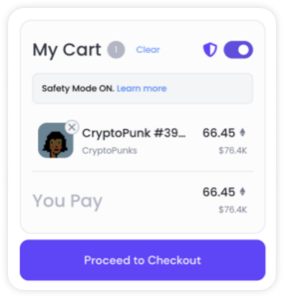 My Cart 1 Clear
Safety Mode ON. Learn more
CryptoPunk #39... 66.45
CryptoPunks $76.4K
You Pay 66.45
$76.4K
Proceed to Checkout